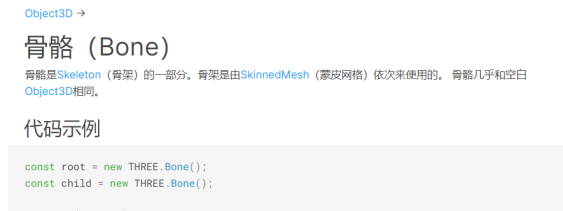 Object3D →
骨骼（Bone）
骨骼是Skeleton（骨架）的一部分。骨架是由SkinnedMesh（蒙皮网格）依次来使用的。 骨骼几乎和空白
Object3D相同。
代码示例
const root = new THREE.Bone();
const child = new THREE.Bone();